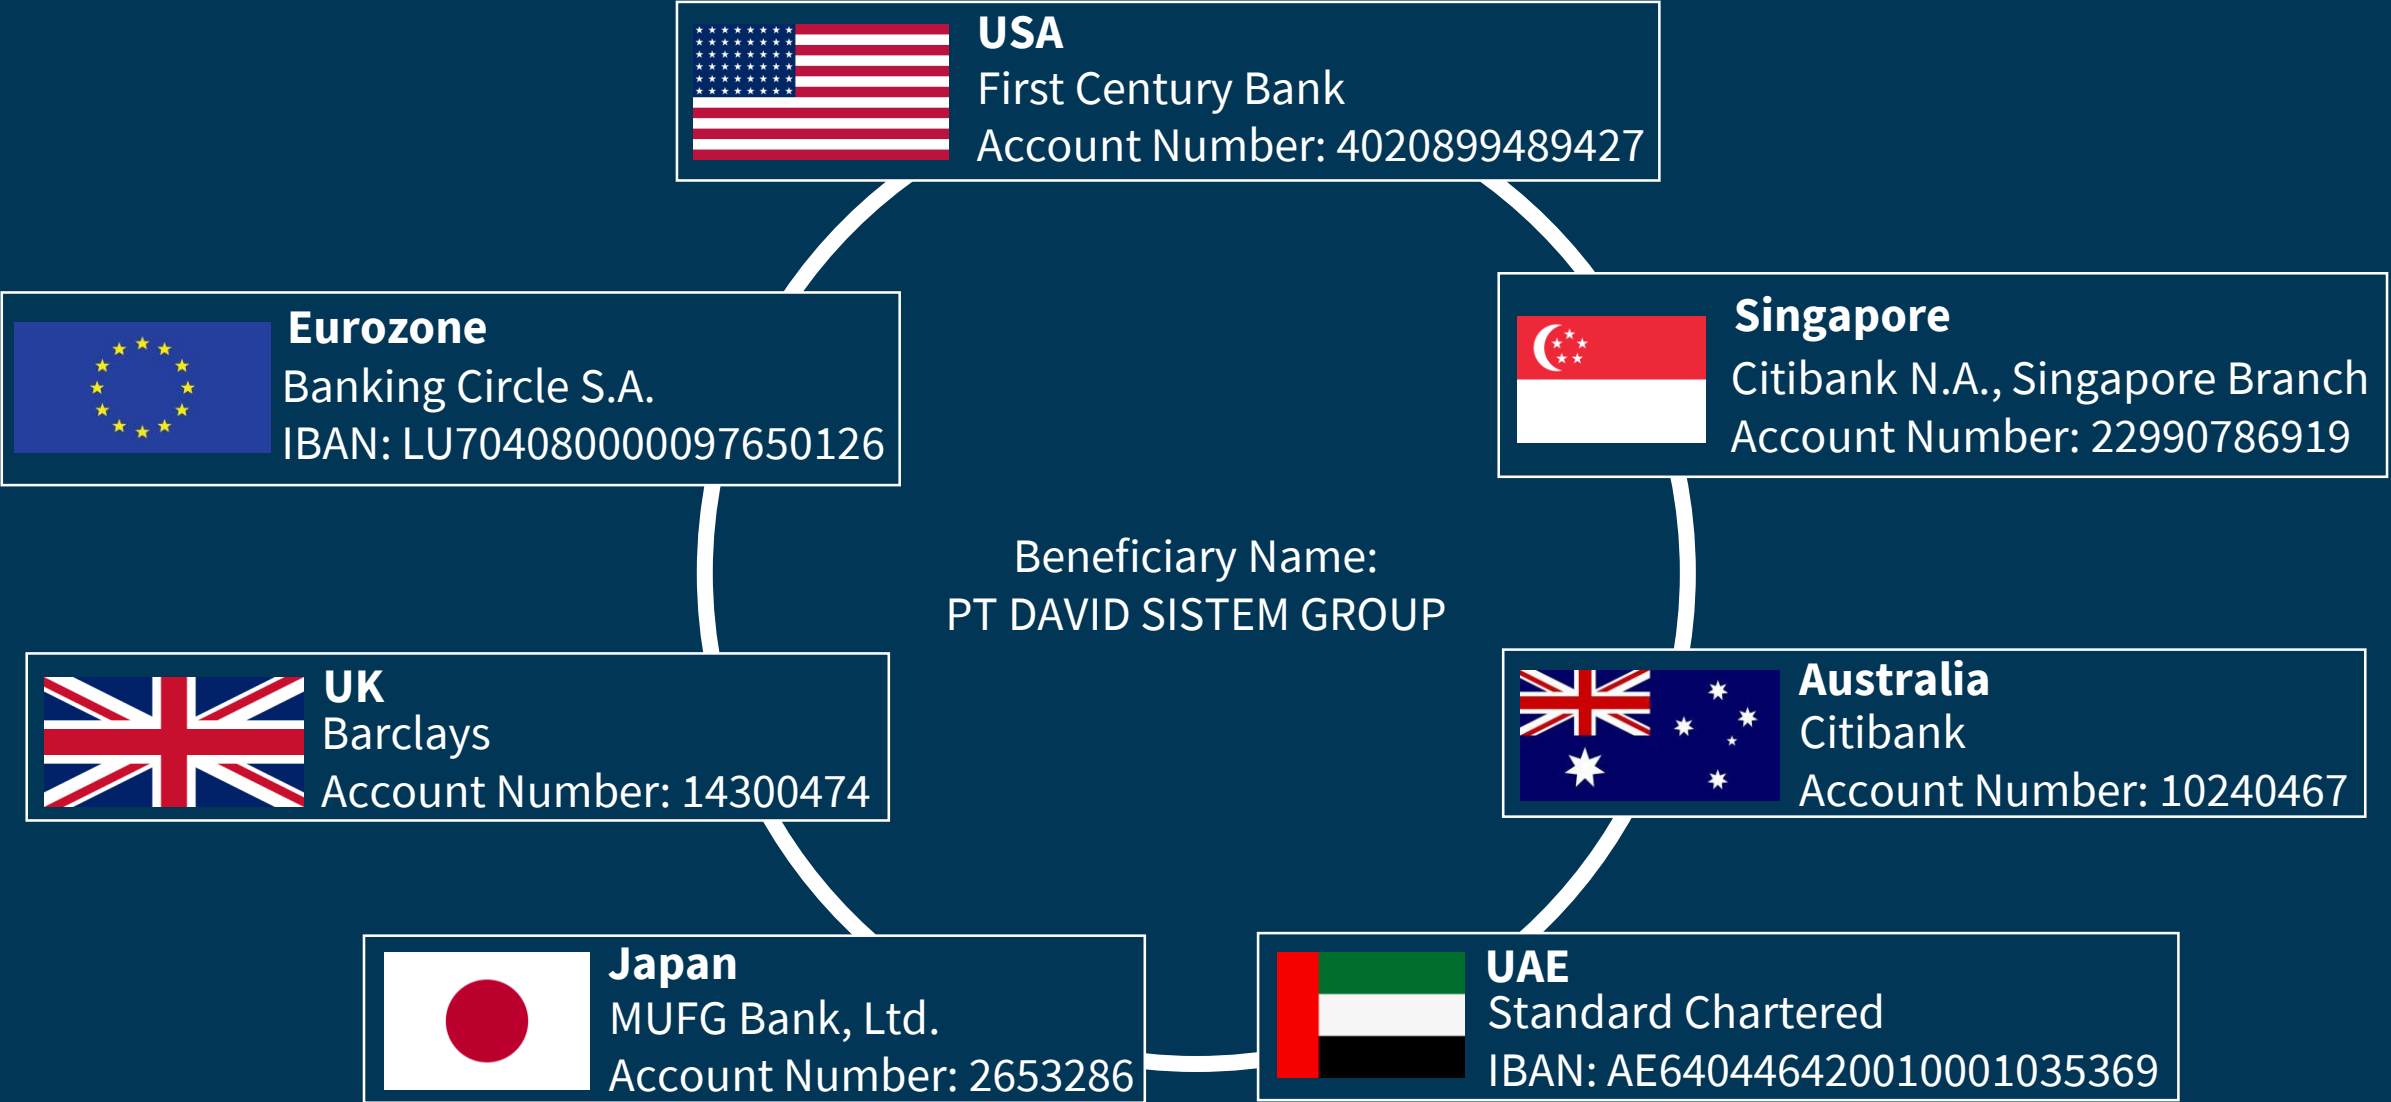 USA
First Century Bank
Account Number: 4020899489427
Eurozone
Banking Circle S.A.
IBAN: LU704080000097650126
Singapore
Citibank N.A., Singapore Branch
Account Number: 22990786919
Beneficiary Name:
PT DAVID SISTEM GROUP
UK
Barclays
Account Number: 14300474
Australia
Citibank
Account Number: 10240467
Japan
MUFG Bank, Ltd.
Account Number: 2653286
UAE
Standard Chartered
IBAN: AE640446420010001035369